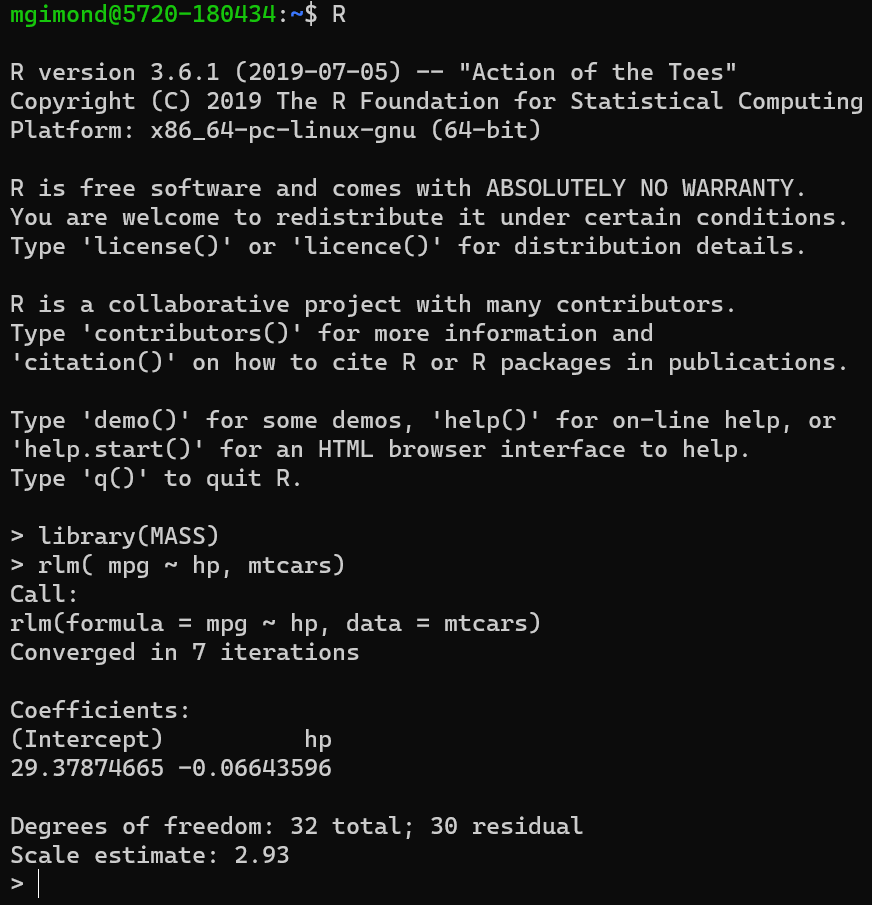 mgimond@5720-180434:~$ R
R version 3.6.1 (2019-07-05) -- "Action of the Toes"
Copyright (C) 2019 The R Foundation for Statistical Computing
Platform: x86_64-pc-linux-gnu (64-bit)
R is free software and comes with ABSOLUTELY NO WARRANTY.
You are welcome to redistribute it under certain conditions.
Type 'license()' or 'licence()' for distribution details.
R is a collaborative project with many contributors.
Type 'contributors()' for more information and
'citation()' on how to cite R or R packages in publications.
Type 'demo()' for some demos, 'help()' for on-line help, or
'help.start()' for an HTML browser interface to help.
Type 'q()' to quit R.
> library(MASS)
> rlm( mpg ~ hp, mtcars)
Call:
rlm(formula = mpg ~ hp, data = mtcars)
Converged in 7 iterations
Coefficients:
(Intercept)          hp
29.37874665 -0.06643596
Degrees of freedom: 32 total; 30 residual
Scale estimate: 2.93
>